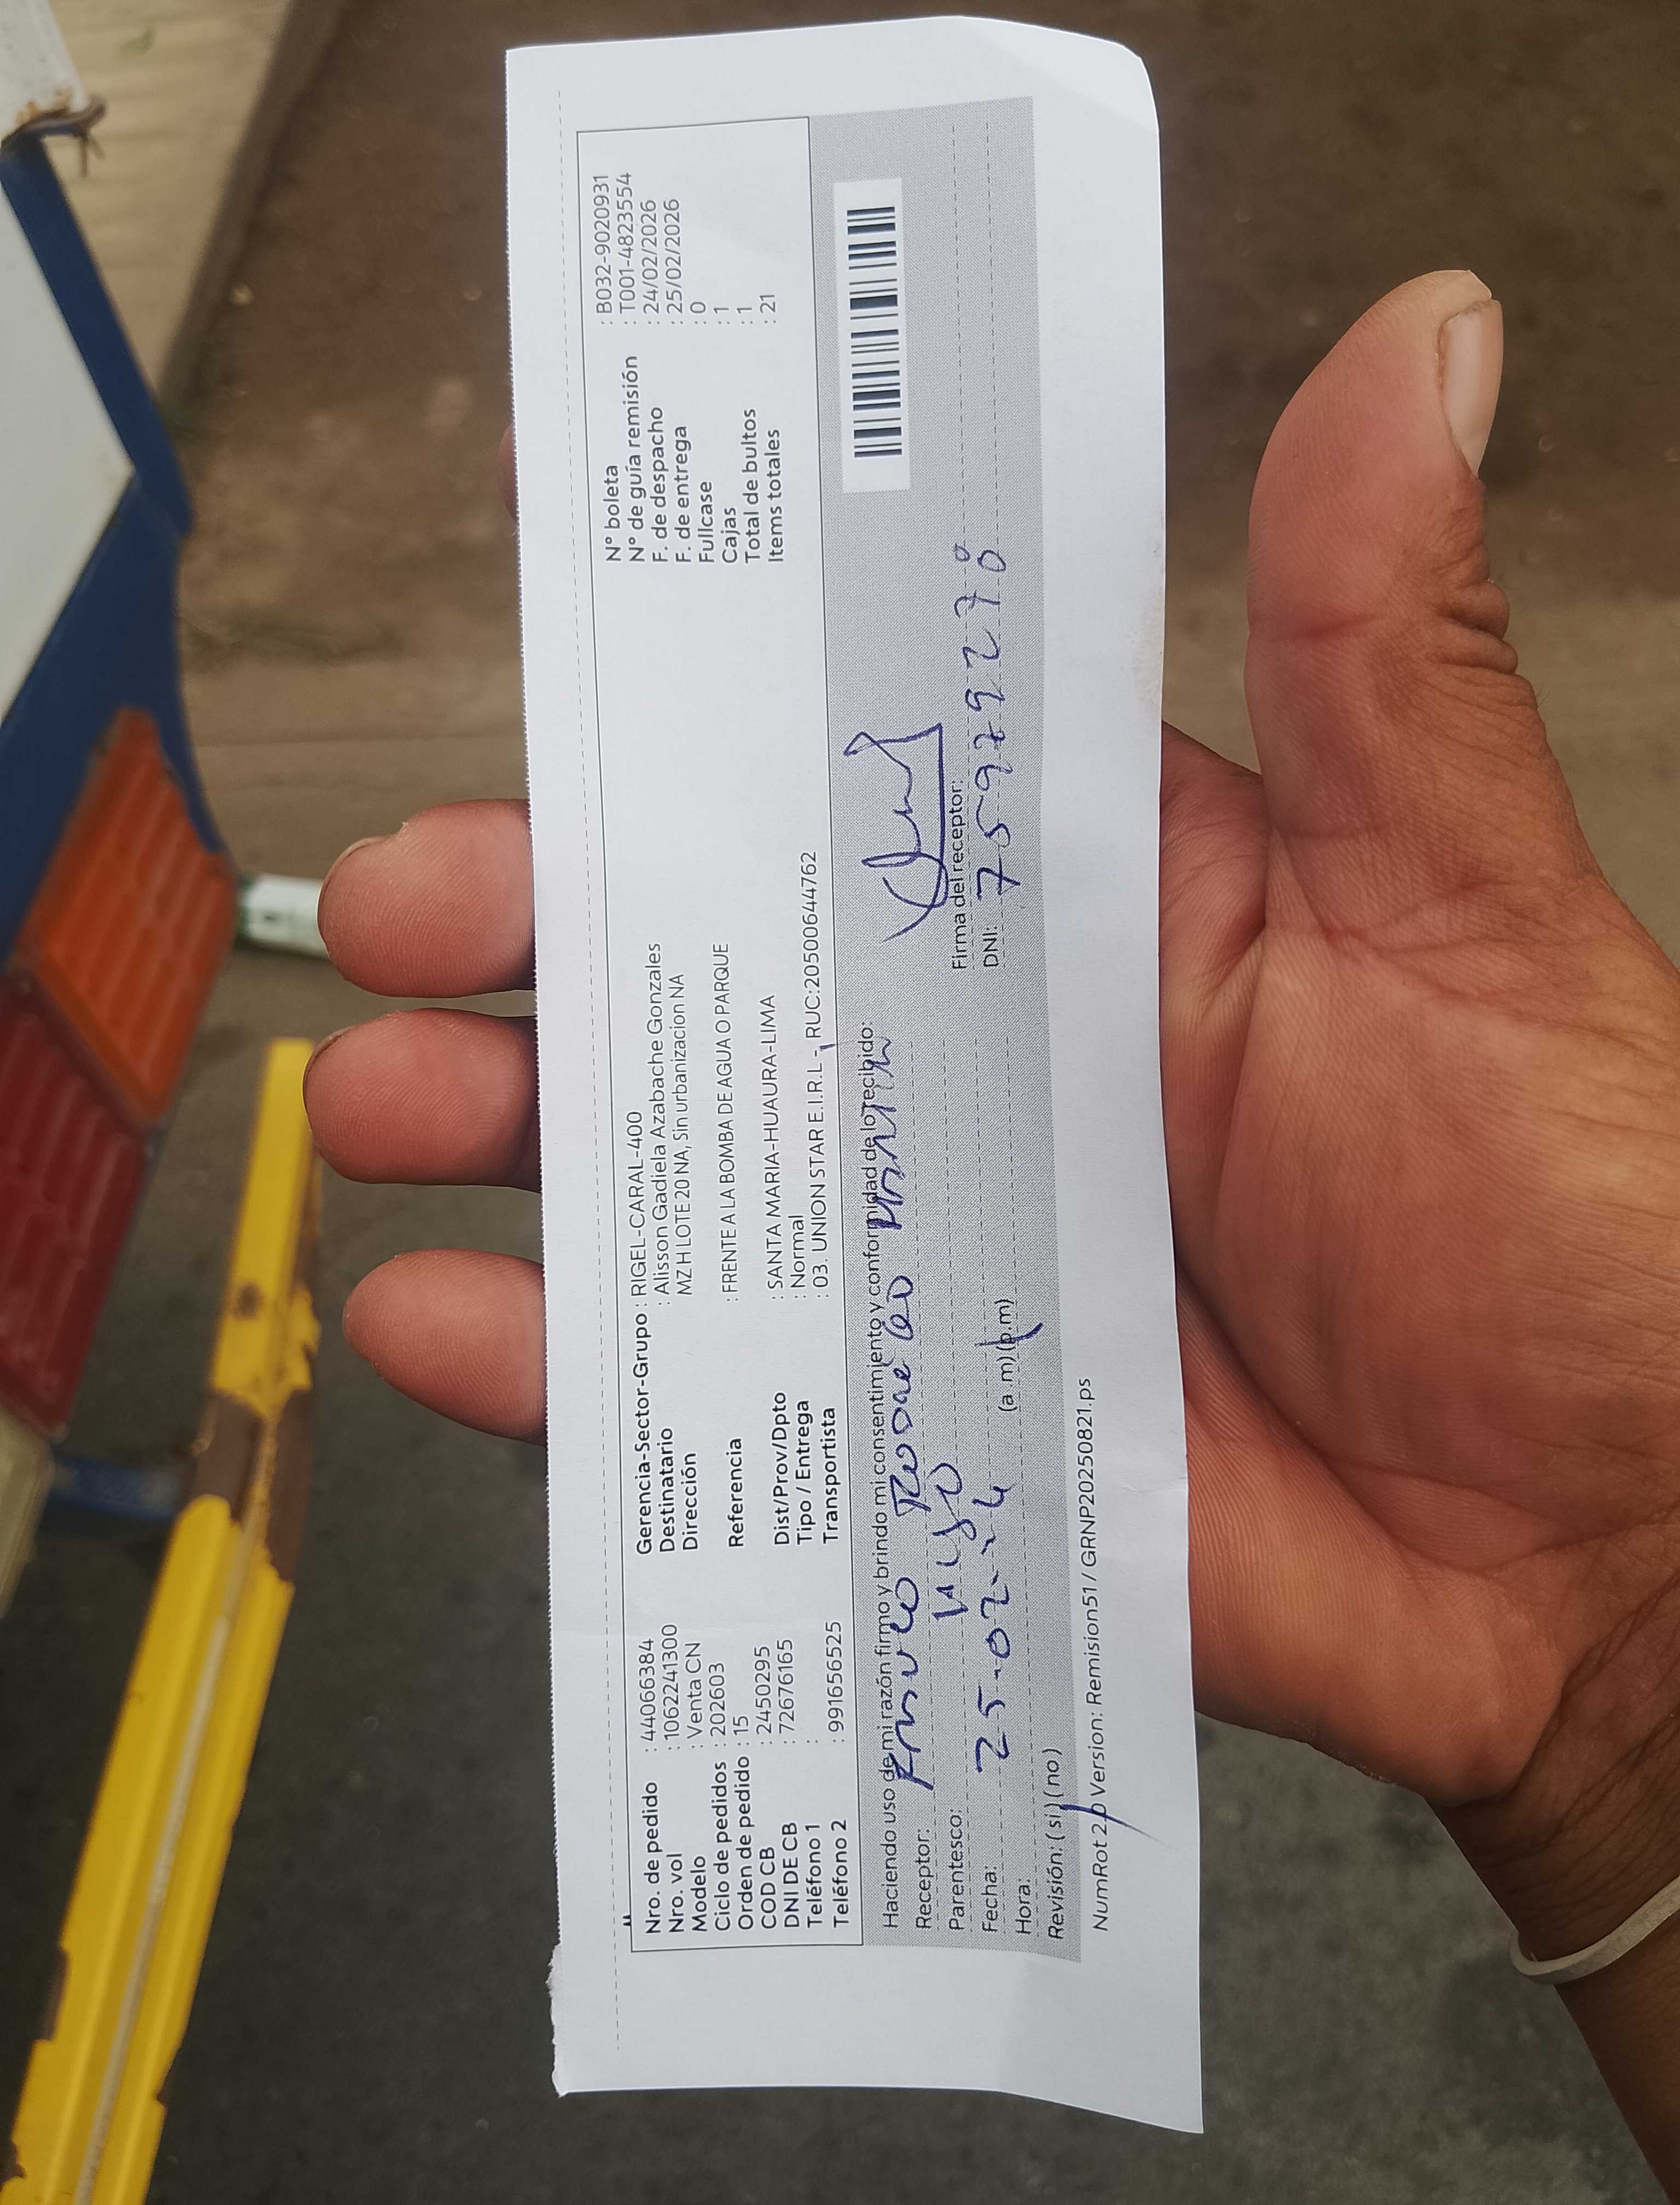 Nro. de pedido : 44066384
Nro. vol : 1062241300
Modelo : Venta CN
Ciclo de pedidos : 202603
Orden de pedido : 15
COD CB : 2450295
DNI DE CB : 72676165
Teléfono 1 :
Teléfono 2 : 991656525
Gerencia-Sector-Grupo : RIGEL-CARAL-400
Destinatario : Alisson Gadiela Azabache Gonzales
Dirección MZ H LOTE 20 NA, Sin urbanizacion NA
Referencia : FRENTE A LA BOMBA DE AGUA O PARQUE
Dist/Prov/Dpto : SANTA MARIA-HUAURA-LIMA
Tipo / Entrega : Normal
Transportista : 03. UNION STAR E.I.R.L - RUC:20500644762
N° boleta : B032-9020931
N° de guía remisión : T001-4823554
F. de despacho : 24/02/2026
F. de entrega : 25/02/2026
Fullcase : 0
Cajas : 1
Total de bultos : 1
Items totales : 21
Haciendo uso de mi razón firmo y brindo mi consentimiento y conformidad de lo recibido:
Receptor:
Parentesco:
Fecha: 25-02-
Hora: (a.m) (p.m)
Revisión: (si) (no)
Firma del receptor:
DNI:
NumRot 2.0 Version: Remision51 / GRNP20250821.ps